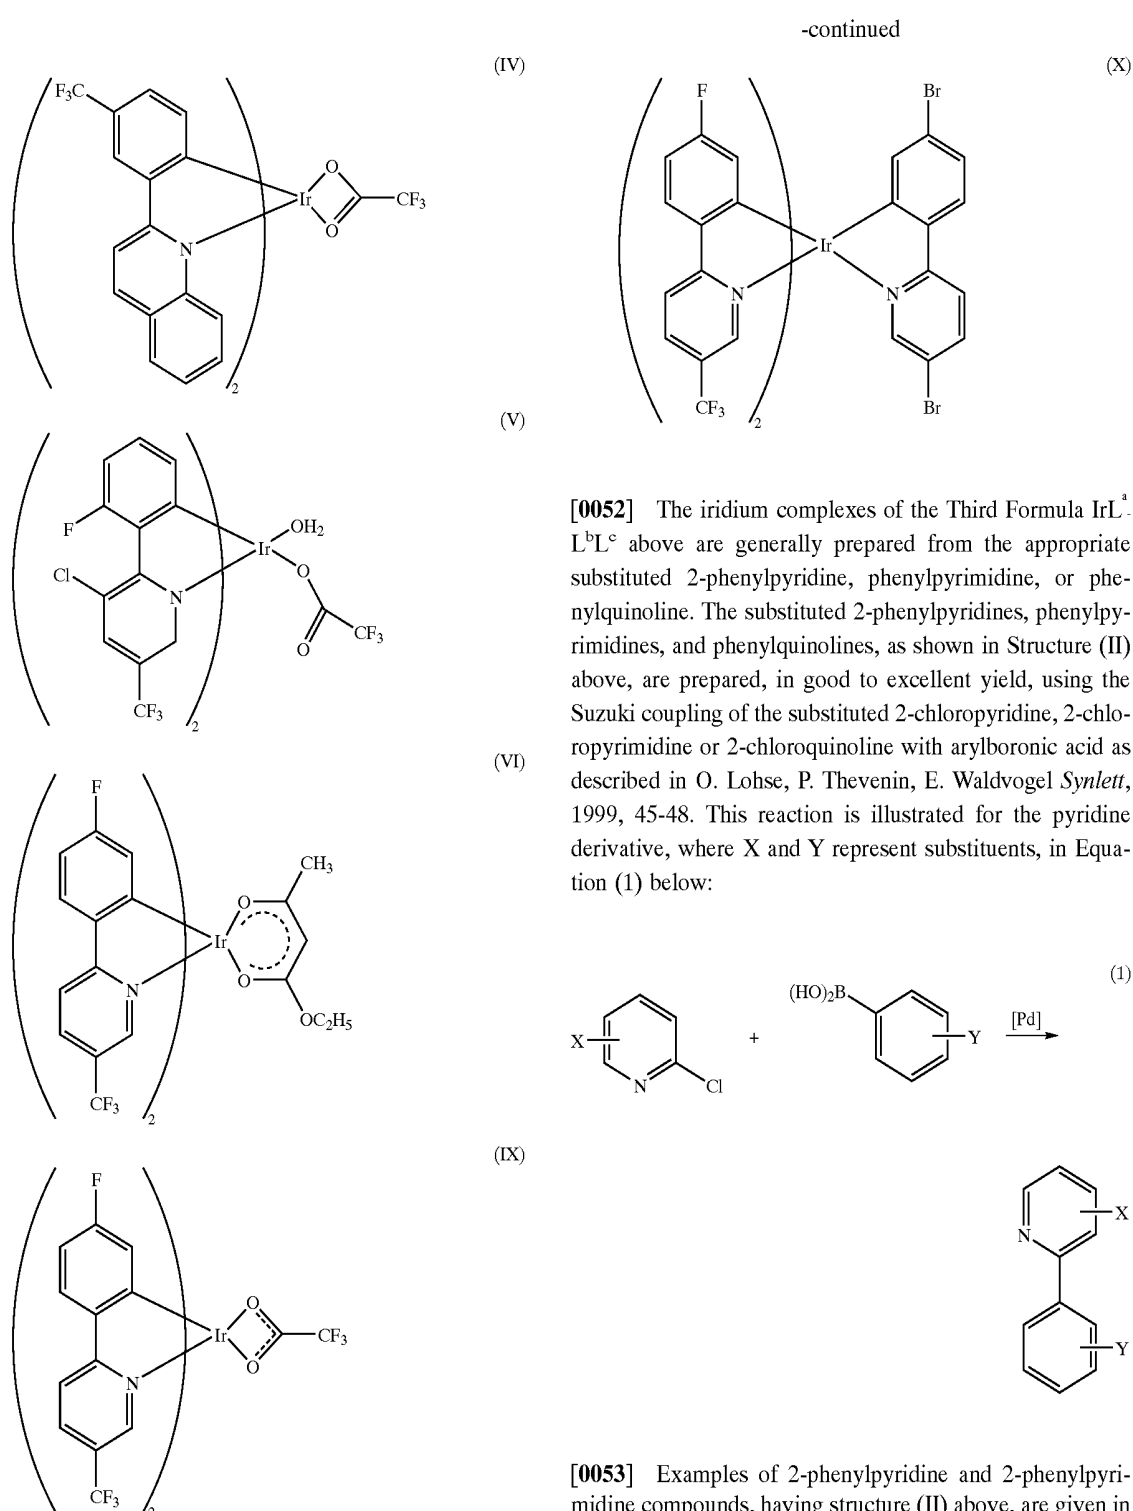 (IV)
F3C
O
Ir
CF3
O
N
2
(V)
F
OH2
Ir
Cl
O
N
CF3
O
CF3
2
(VI)
F
CH3
O
Ir
O
N
OC2H5
CF3
2
(IX)
F
O
Ir
CF3
O
N
CF3
-continued
(X)
F
Br
Ir
N
N
CF3
Br
2
[0052] The iridium complexes of the Third Formula IrLa-
LbLc above are generally prepared from the appropriate
substituted 2-phenylpyridine, phenylpyrimidine, or phe-
nylquinoline. The substituted 2-phenylpyridines, phenylpy-
rimidines, and phenylquinolines, as shown in Structure (II)
above, are prepared, in good to excellent yield, using the
Suzuki coupling of the substituted 2-chloropyridine, 2-chlo-
ropyrimidine or 2-chloroquinoline with arylboronic acid as
described in O. Lohse, P. Thevenin, E. Waldvogel Synlett,
1999, 45-48. This reaction is illustrated for the pyridine
derivative, where X and Y represent substituents, in Equa-
tion (1) below:
(1)
(HO)2B
X
+
Y
[Pd]
N
Cl
X
N
Y
[0053] Examples of 2-phenylpyridine and 2-phenylpyri-
midine compounds, having structure (II) above, are given in